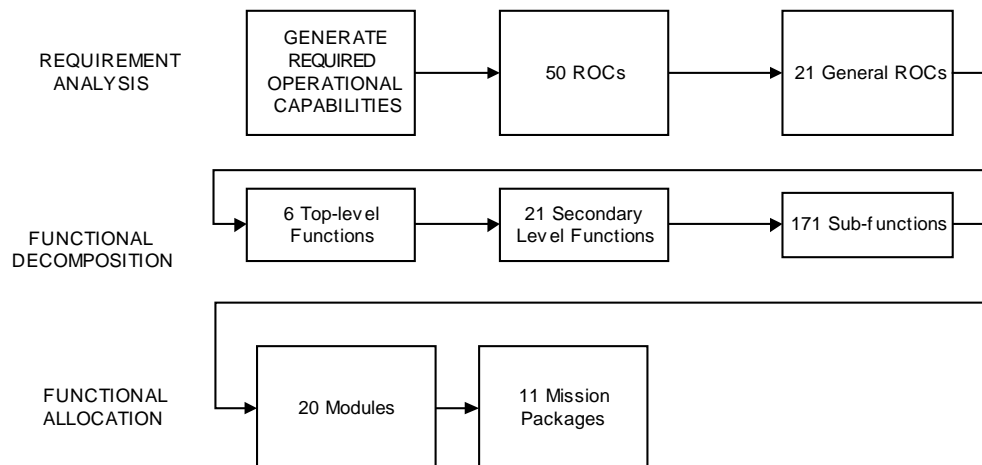 REQUIREMENT
ANALYSIS
GENERATE
REQUIRED
OPERATIONAL
CAPABILITIES
50 ROCs
21 General ROCs
FUNCTIONAL
DECOMPOSITION
6 Top-level
Functions
21 Secondary
Level Functions
171 Sub-functions
FUNCTIONAL
ALLOCATION
20 Modules
11 Mission
Packages